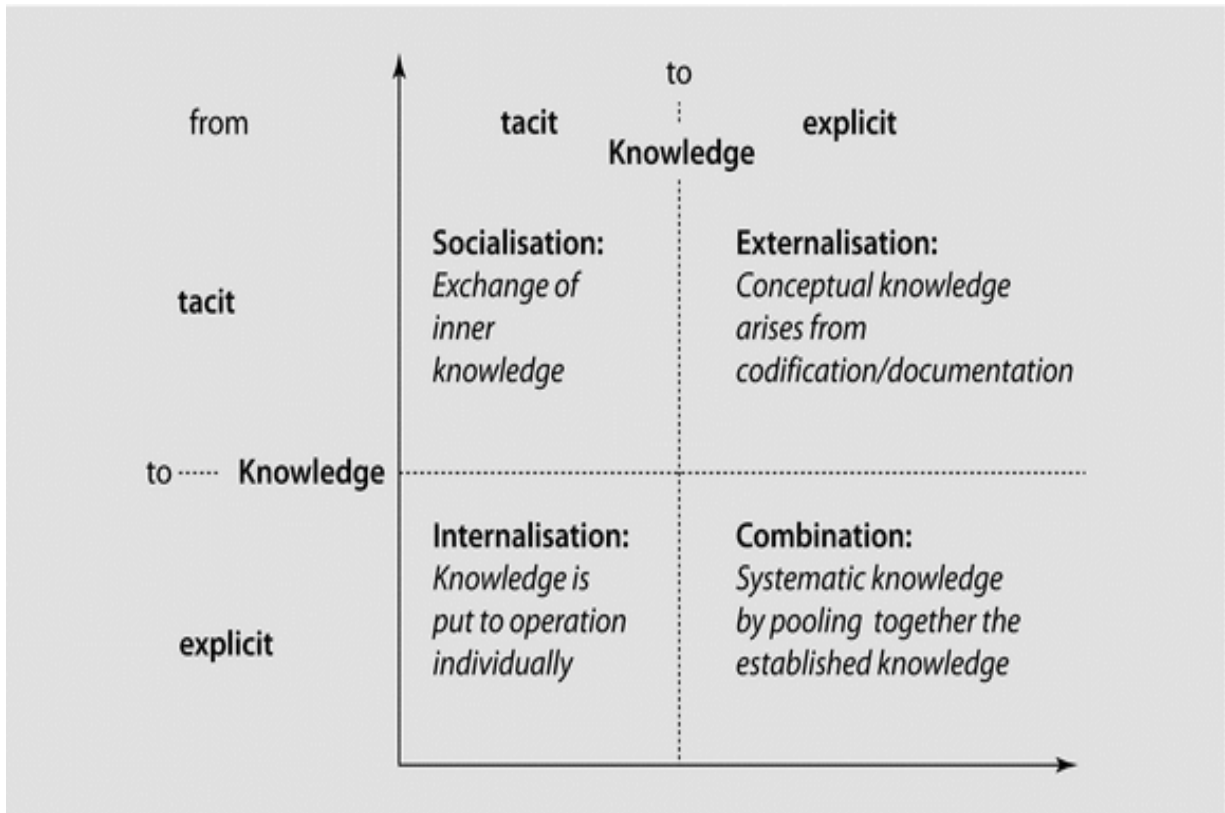 to
from
tacit
explicit
Knowledge
Socialisation:
Exchange of
inner
knowledge
Externalisation:
Conceptual knowledge
arises from
codification/documentation
tacit
to
Knowledge
Internalisation:
Knowledge is
put to operation
individually
Combination:
Systematic knowledge
by pooling together the
established knowledge
explicit